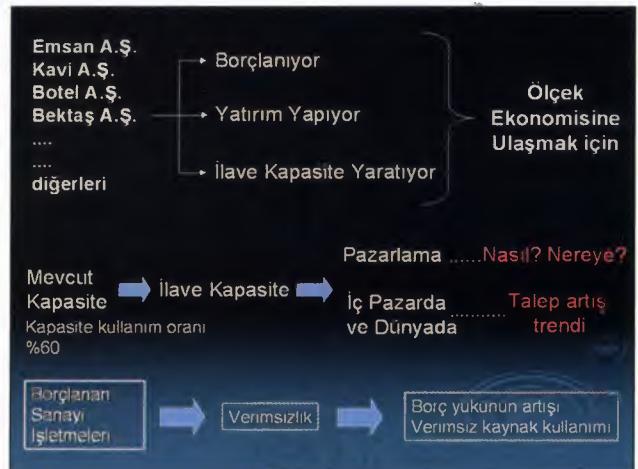 Emsan A.Ş.
Kavi A.Ş.
Botel A.Ş.
Bektaş A.Ş.
....
....
diğerleri
Borçlanıyor
Yatırım Yapıyor
İlave Kapasite Yaratıyor
Ölçek
Ekonomisine
Ulaşmak için
Mevcut
Kapasite
Kapasite kullanım oranı
%60
İlave Kapasite
Pazarlama ......Nasıl? Nereye?
İç Pazarda
ve Dünyada ..........
Talep artış
trendi
Borçlanan
Sanayi
İşletmeleri
Verimsizlik
Borç yukunun artışı
Verimsiz kaynak kullanımı